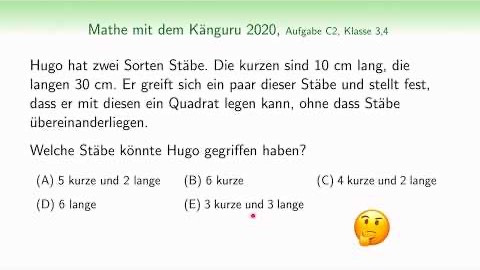 Mathe mit dem Känguru 2020, Aufgabe C2, Klasse 3,4
Hugo hat zwei Sorten Stäbe. Die kurzen sind 10 cm lang, die
langen 30 cm. Er greift sich ein paar dieser Stäbe und stellt fest,
dass er mit diesen ein Quadrat legen kann, ohne dass Stäbe
übereinanderliegen.
Welche Stäbe könnte Hugo gegriffen haben?
(A) 5 kurze und 2 lange (B) 6 kurze (C) 4 kurze und 2 lange
(D) 6 lange (E) 3 kurze und 3 lange